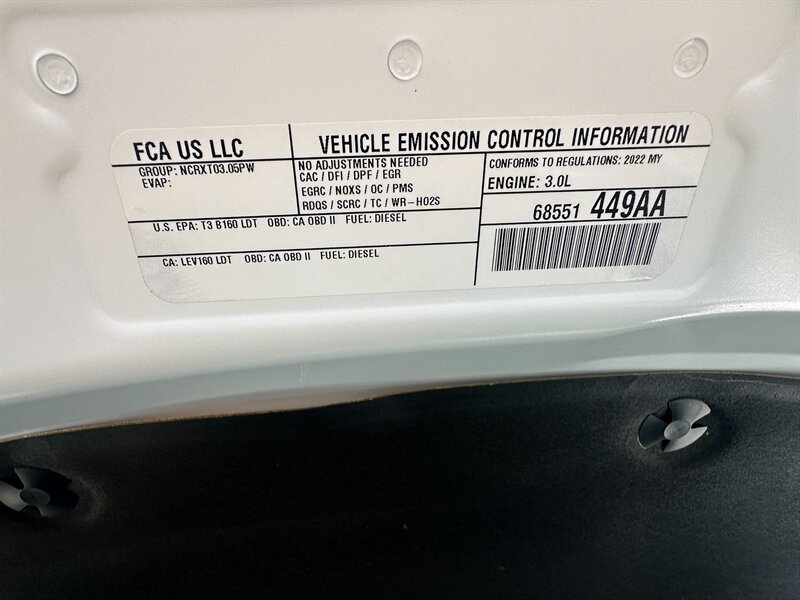 FCA US LLC
GROUP: NCRXT03.05PW
EVAP:
VEHICLE EMISSION CONTROL INFORMATION
NO ADJUSTMENTS NEEDED
CAC / DFI / DPF / EGR
EGRC / NOXS / OC / PMS
RDQS / SCRC / TC / WR-HO2S
CONFORMS TO REGULATIONS: 2022 MY
ENGINE: 3.0L
68551 449AA
U.S. EPA: T3 B160 LDT OBD: CA OBD II FUEL: DIESEL
CA: LEV160 LDT OBD: CA OBD II FUEL: DIESEL